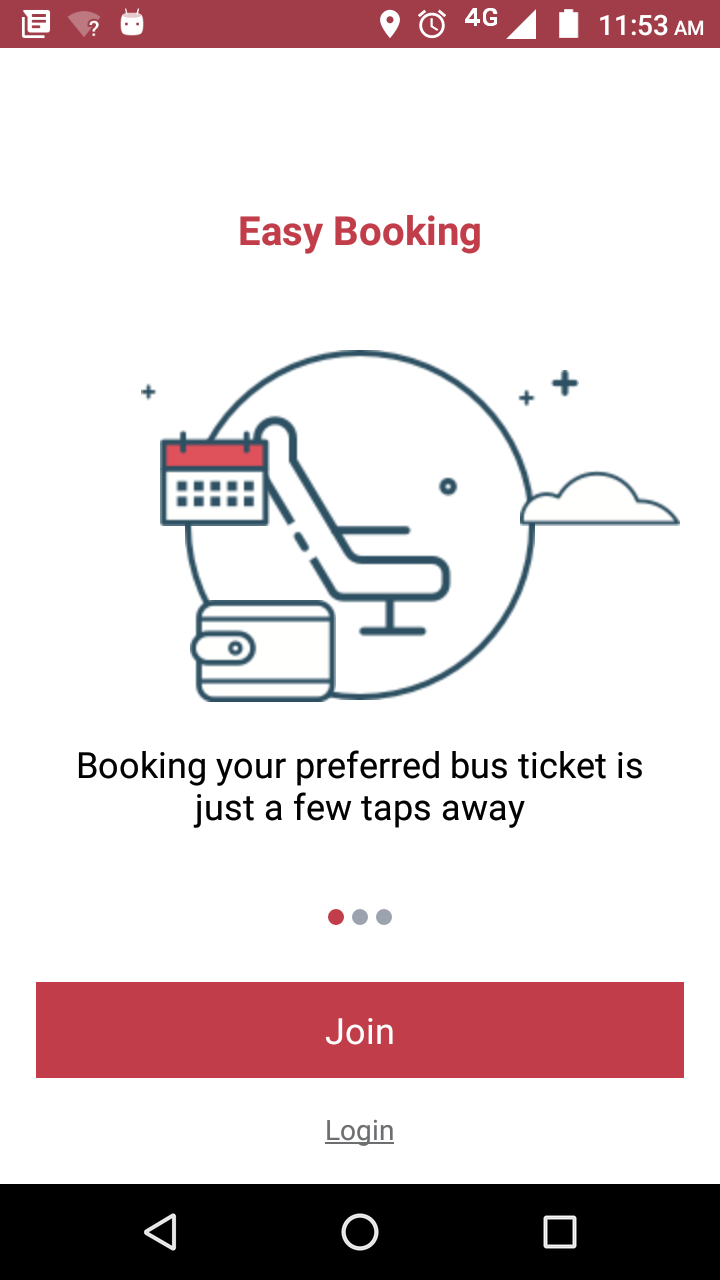 4G 11:53 AM
Easy Booking
Booking your preferred bus ticket is
just a few taps away
Join
Login